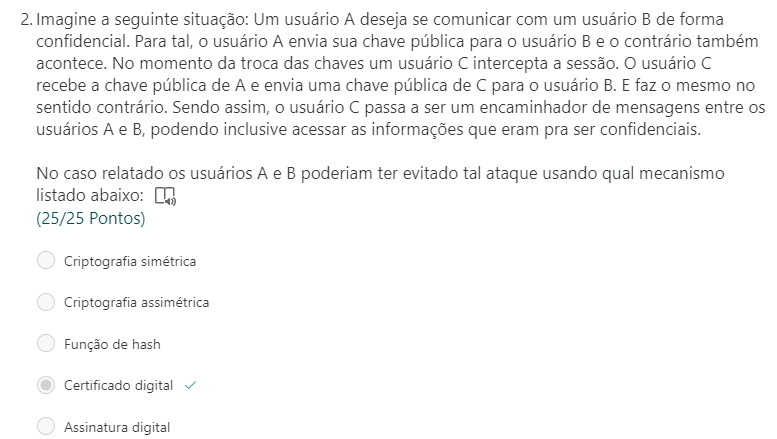 2. Imagine a seguinte situação: Um usuário A deseja se comunicar com um usuário B de forma
confidencial. Para tal, o usuário A envia sua chave pública para o usuário B e o contrário também
acontece. No momento da troca das chaves um usuário C intercepta a sessão. O usuário C
recebe a chave pública de A e envia uma chave pública de C para o usuário B. E faz o mesmo no
sentido contrário. Sendo assim, o usuário C passa a ser um encaminhador de mensagens entre os
usuários A e B, podendo inclusive acessar as informações que eram pra ser confidenciais.
No caso relatado os usuários A e B poderiam ter evitado tal ataque usando qual mecanismo
listado abaixo:
(25/25 Pontos)
Criptografia simétrica
Criptografia assimétrica
Função de hash
Certificado digital
Assinatura digital